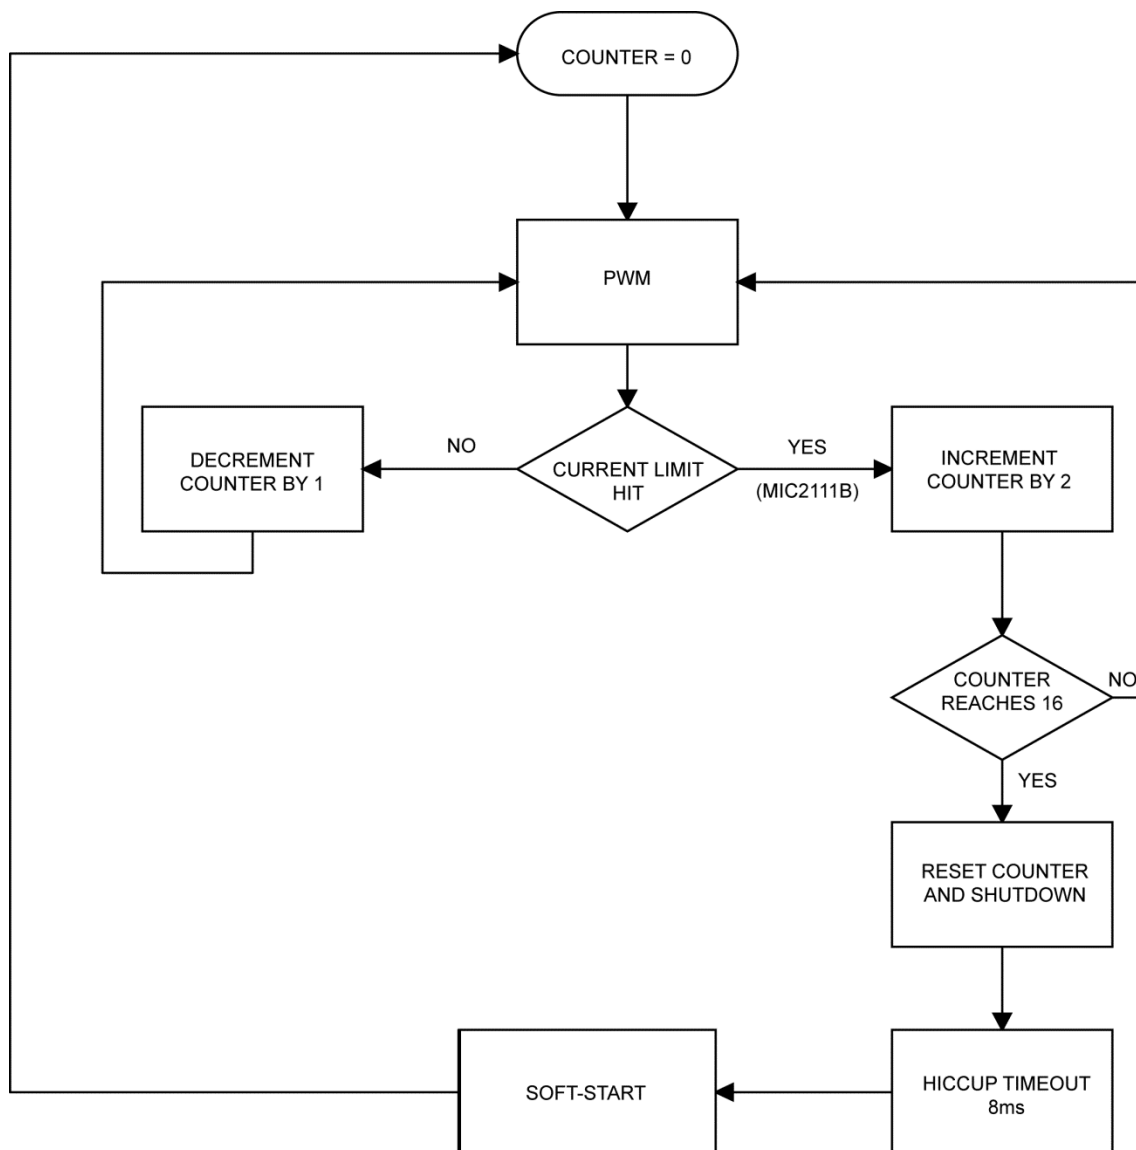 COUNTER = 0
PWM
DECREMENT
COUNTER BY 1
NO
CURRENT LIMIT
HIT
YES
(MIC2111B)
INCREMENT
COUNTER BY 2
COUNTER
REACHES 16
NO
YES
RESET COUNTER
AND SHUTDOWN
SOFT-START
HICCUP TIMEOUT
8ms